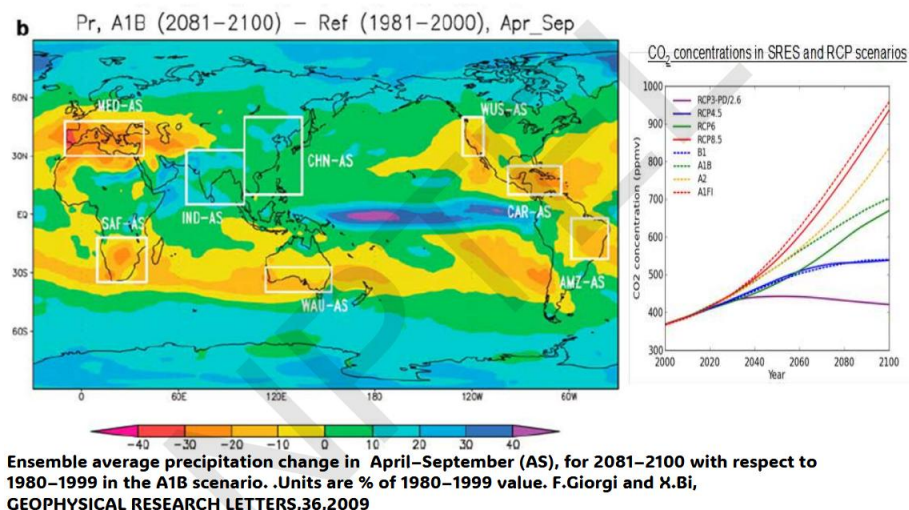 b
Pr, A1B (2081-2100) - Ref (1981-2000), Apr_Sep
60N
30N
EQ
30S
60S
MED-AS
WUS-AS
CHN-AS
IND-AS
CAR-AS
SAF-AS
AMZ-AS
WAU-AS
0 60E 120E 180 120W 60W
-40 -30 -20 -10 0 10 20 30 40
CO2 concentrations in SRES and RCP scenarios
1000
900
800
700
600
500
400
300
CO2 concentration (ppmv)
RCP3-PD/2.6
RCP4.5
RCP6
RCP8.5
B1
A1B
A2
A1FI
2000 2020 2040 2060 2080 2100
Year
Ensemble average precipitation change in April-September (AS), for 2081-2100 with respect to
1980-1999 in the A1B scenario. .Units are % of 1980-1999 value. F.Giorgi and X.Bi,
GEOPHYSICAL RESEARCH LETTERS.36.2009
NPTEL